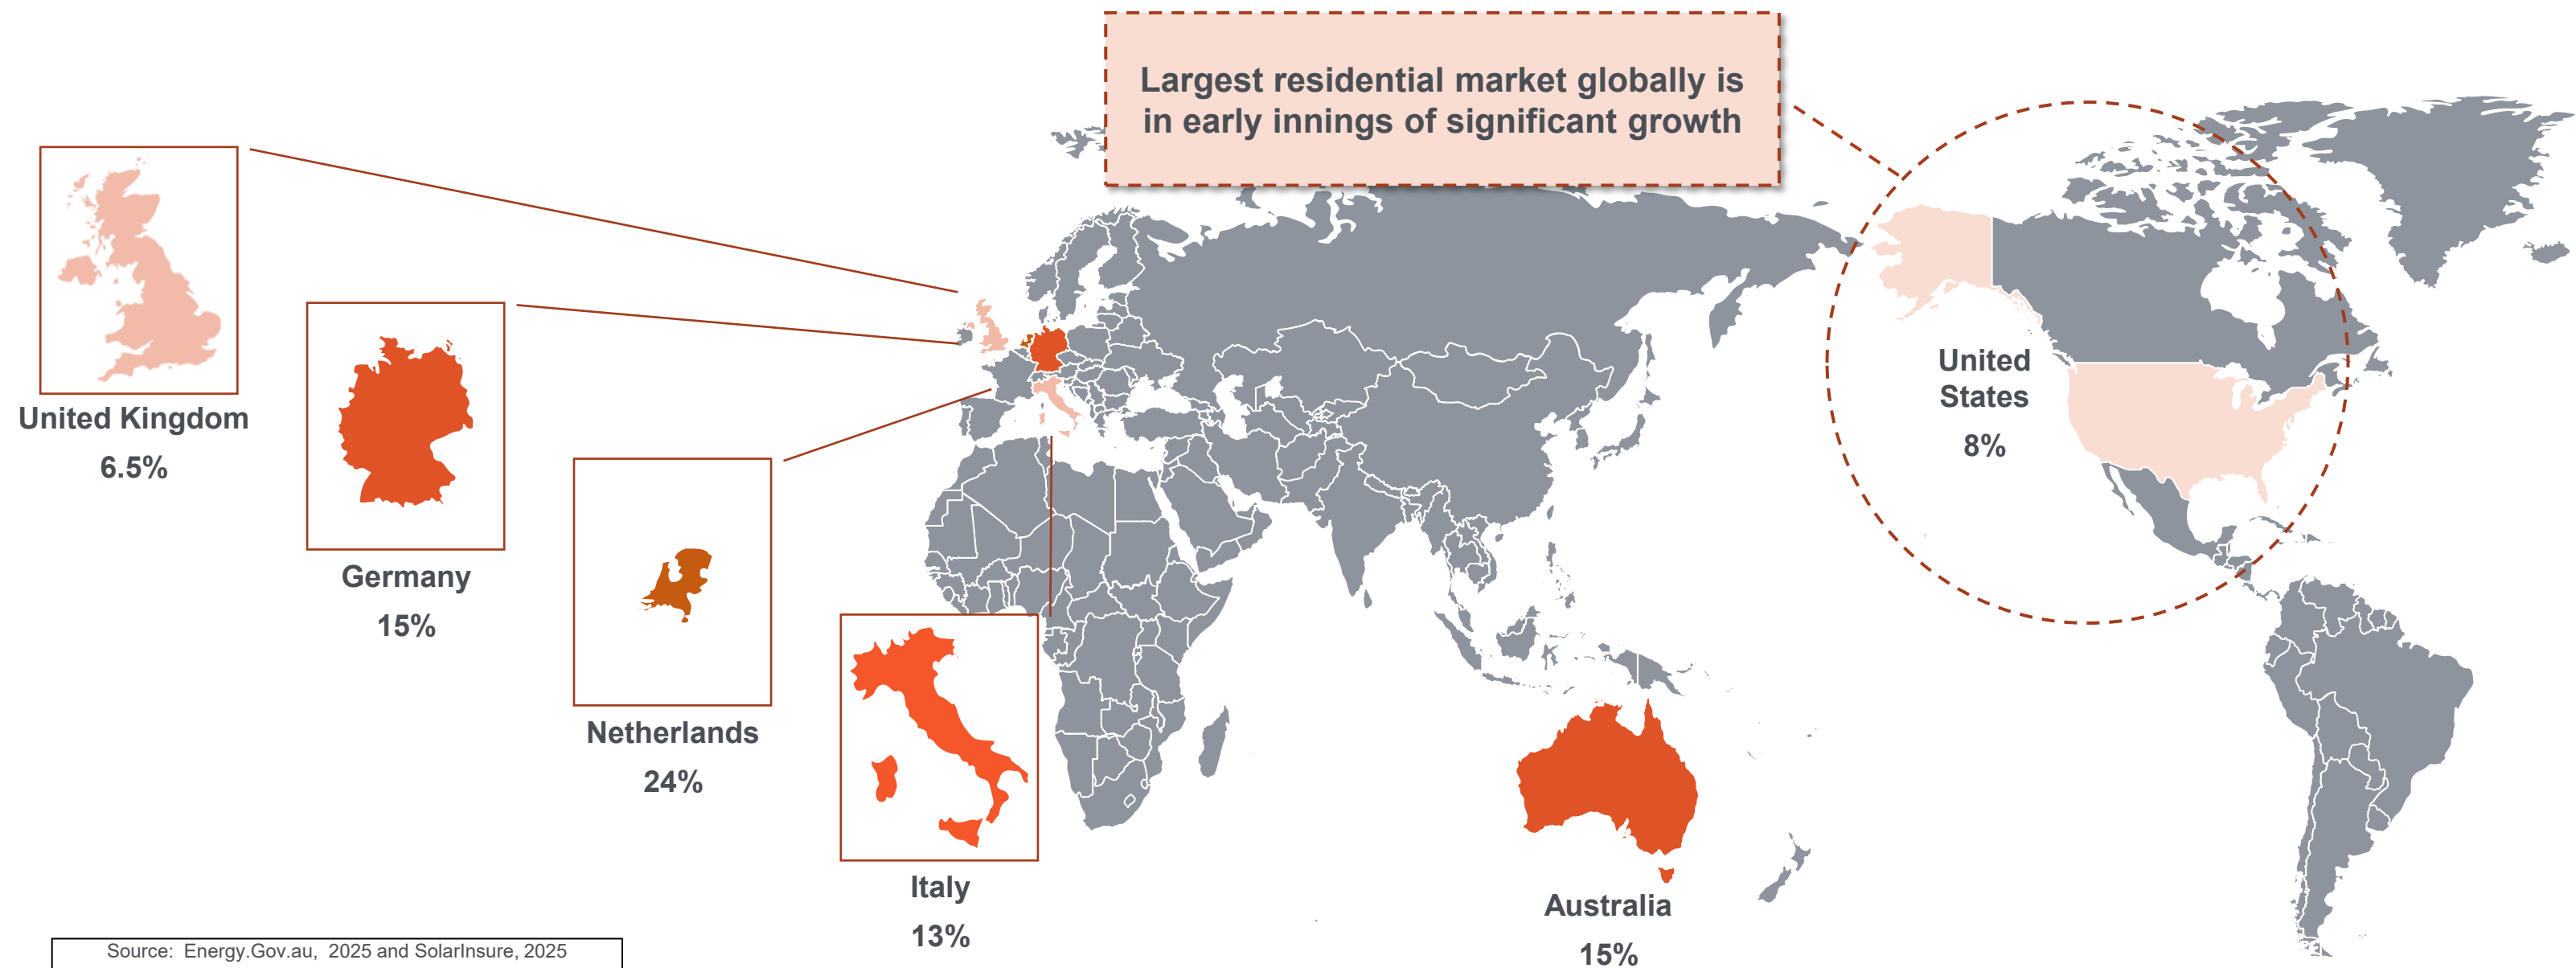 Largest residential market globally is
in early innings of significant growth
United Kingdom
6.5%
Germany
15%
Netherlands
24%
Italy
13%
Australia
15%
United
States
8%
Source: Energy.Gov.au, 2025 and SolarInsure, 2025